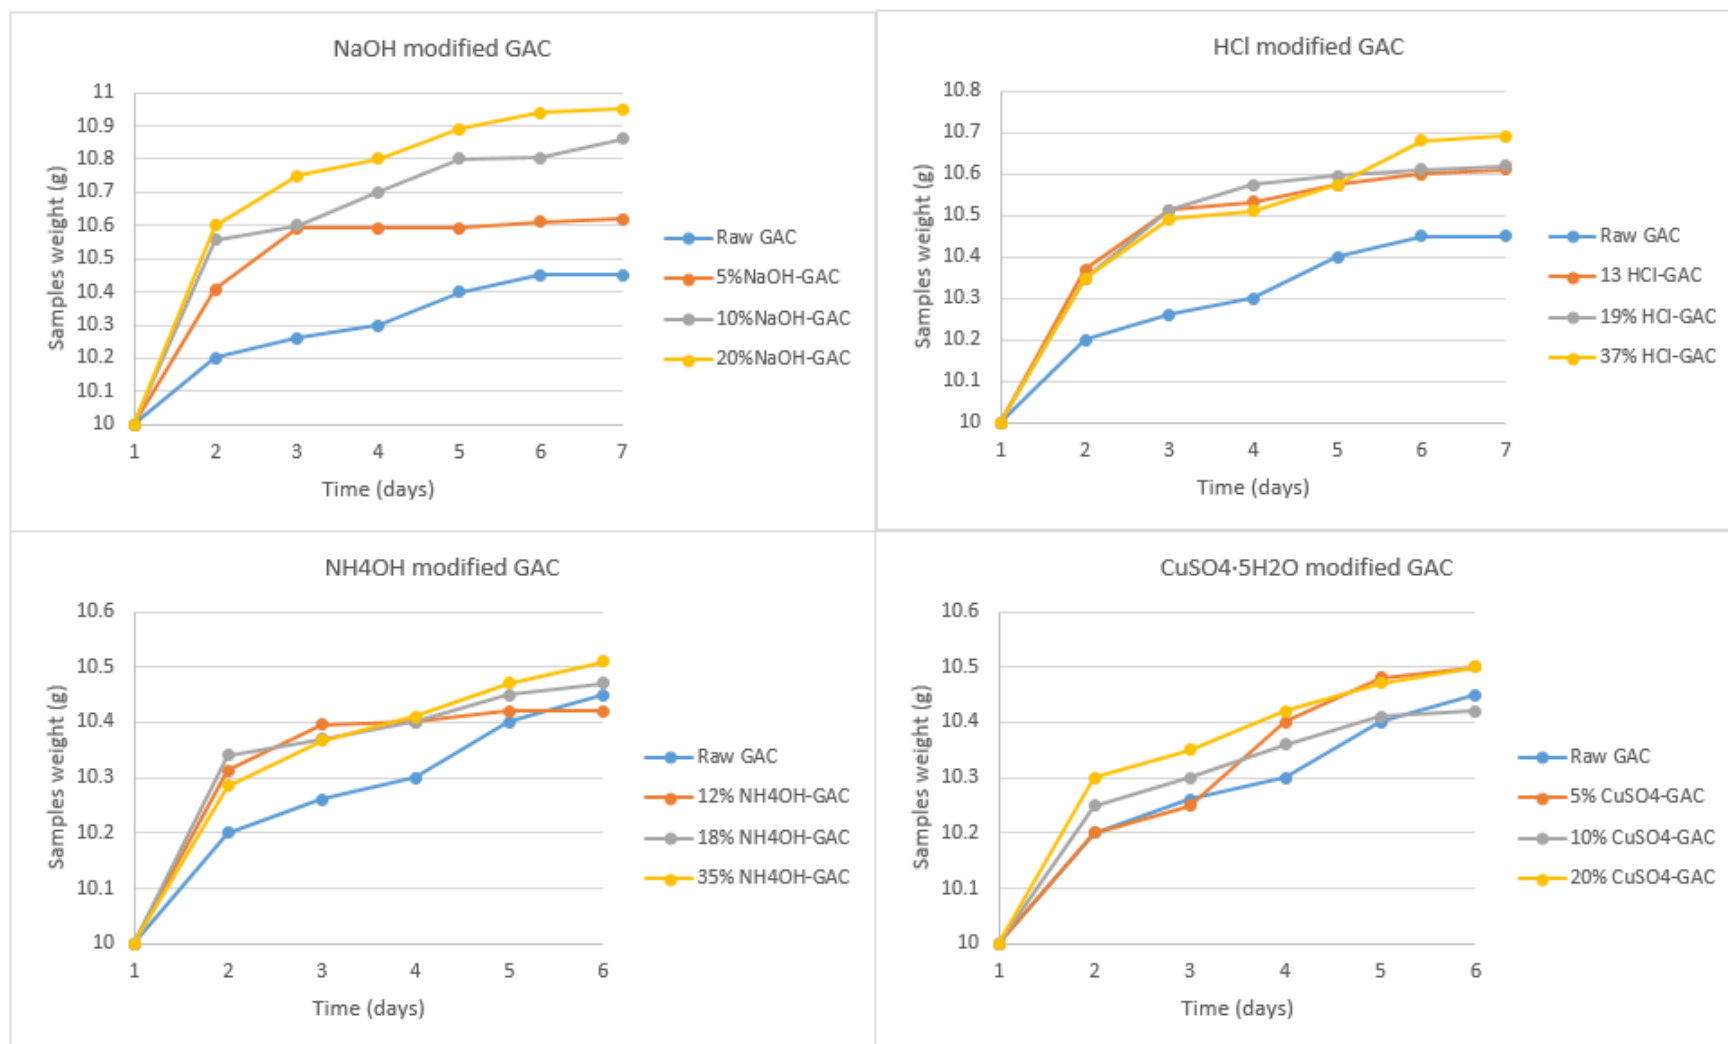 NaOH modified GAC
Samples weight (g)
11
10.9
10.8
10.7
10.6
10.5
10.4
10.3
10.2
10.1
10
1 2 3 4 5 6 7
Time (days)
Raw GAC
5%NaOH-GAC
10%NaOH-GAC
20%NaOH-GAC
HCl modified GAC
Samples weight (g)
10.8
10.7
10.6
10.5
10.4
10.3
10.2
10.1
10
1 2 3 4 5 6 7
Time (days)
Raw GAC
13 HCl-GAC
19% HCl-GAC
37% HCl-GAC
NH4OH modified GAC
Samples weight (g)
10.6
10.5
10.4
10.3
10.2
10.1
10
1 2 3 4 5 6
Time (days)
Raw GAC
12% NH4OH-GAC
18% NH4OH-GAC
35% NH4OH-GAC
CuSO4·5H2O modified GAC
Samples weight (g)
10.6
10.5
10.4
10.3
10.2
10.1
10
1 2 3 4 5 6
Time (days)
Raw GAC
5% CuSO4-GAC
10% CuSO4-GAC
20% CuSO4-GAC